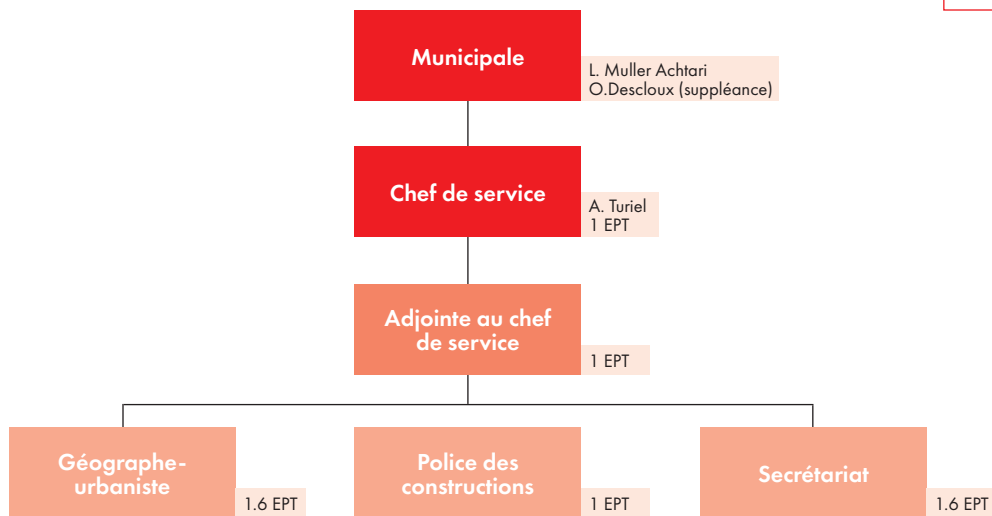 Municipale
L. Muller Achtari
O.Descloux (suppléance)
Chef de service
A. Turiel
1 EPT
Adjointe au chef
de service
1 EPT
Géographe-
urbaniste
1.6 EPT
Police des
constructions
1 EPT
Secrétariat
1.6 EPT